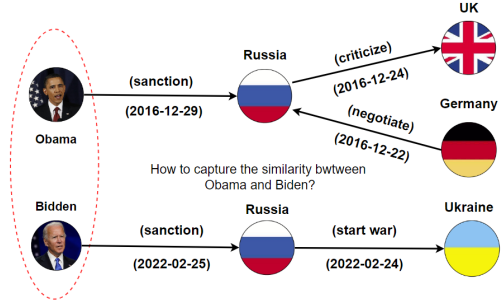 UK
Russia
(criticize)
(sanction)
(2016-12-24)
Germany
(2016-12-29)
(negotiate)
Obama
(2016-12-22)
How to capture the similarity bwtween
Obama and Biden?
Bidden
Russia
Ukraine
(sanction)
(start war)
(2022-02-25)
(2022-02-24)